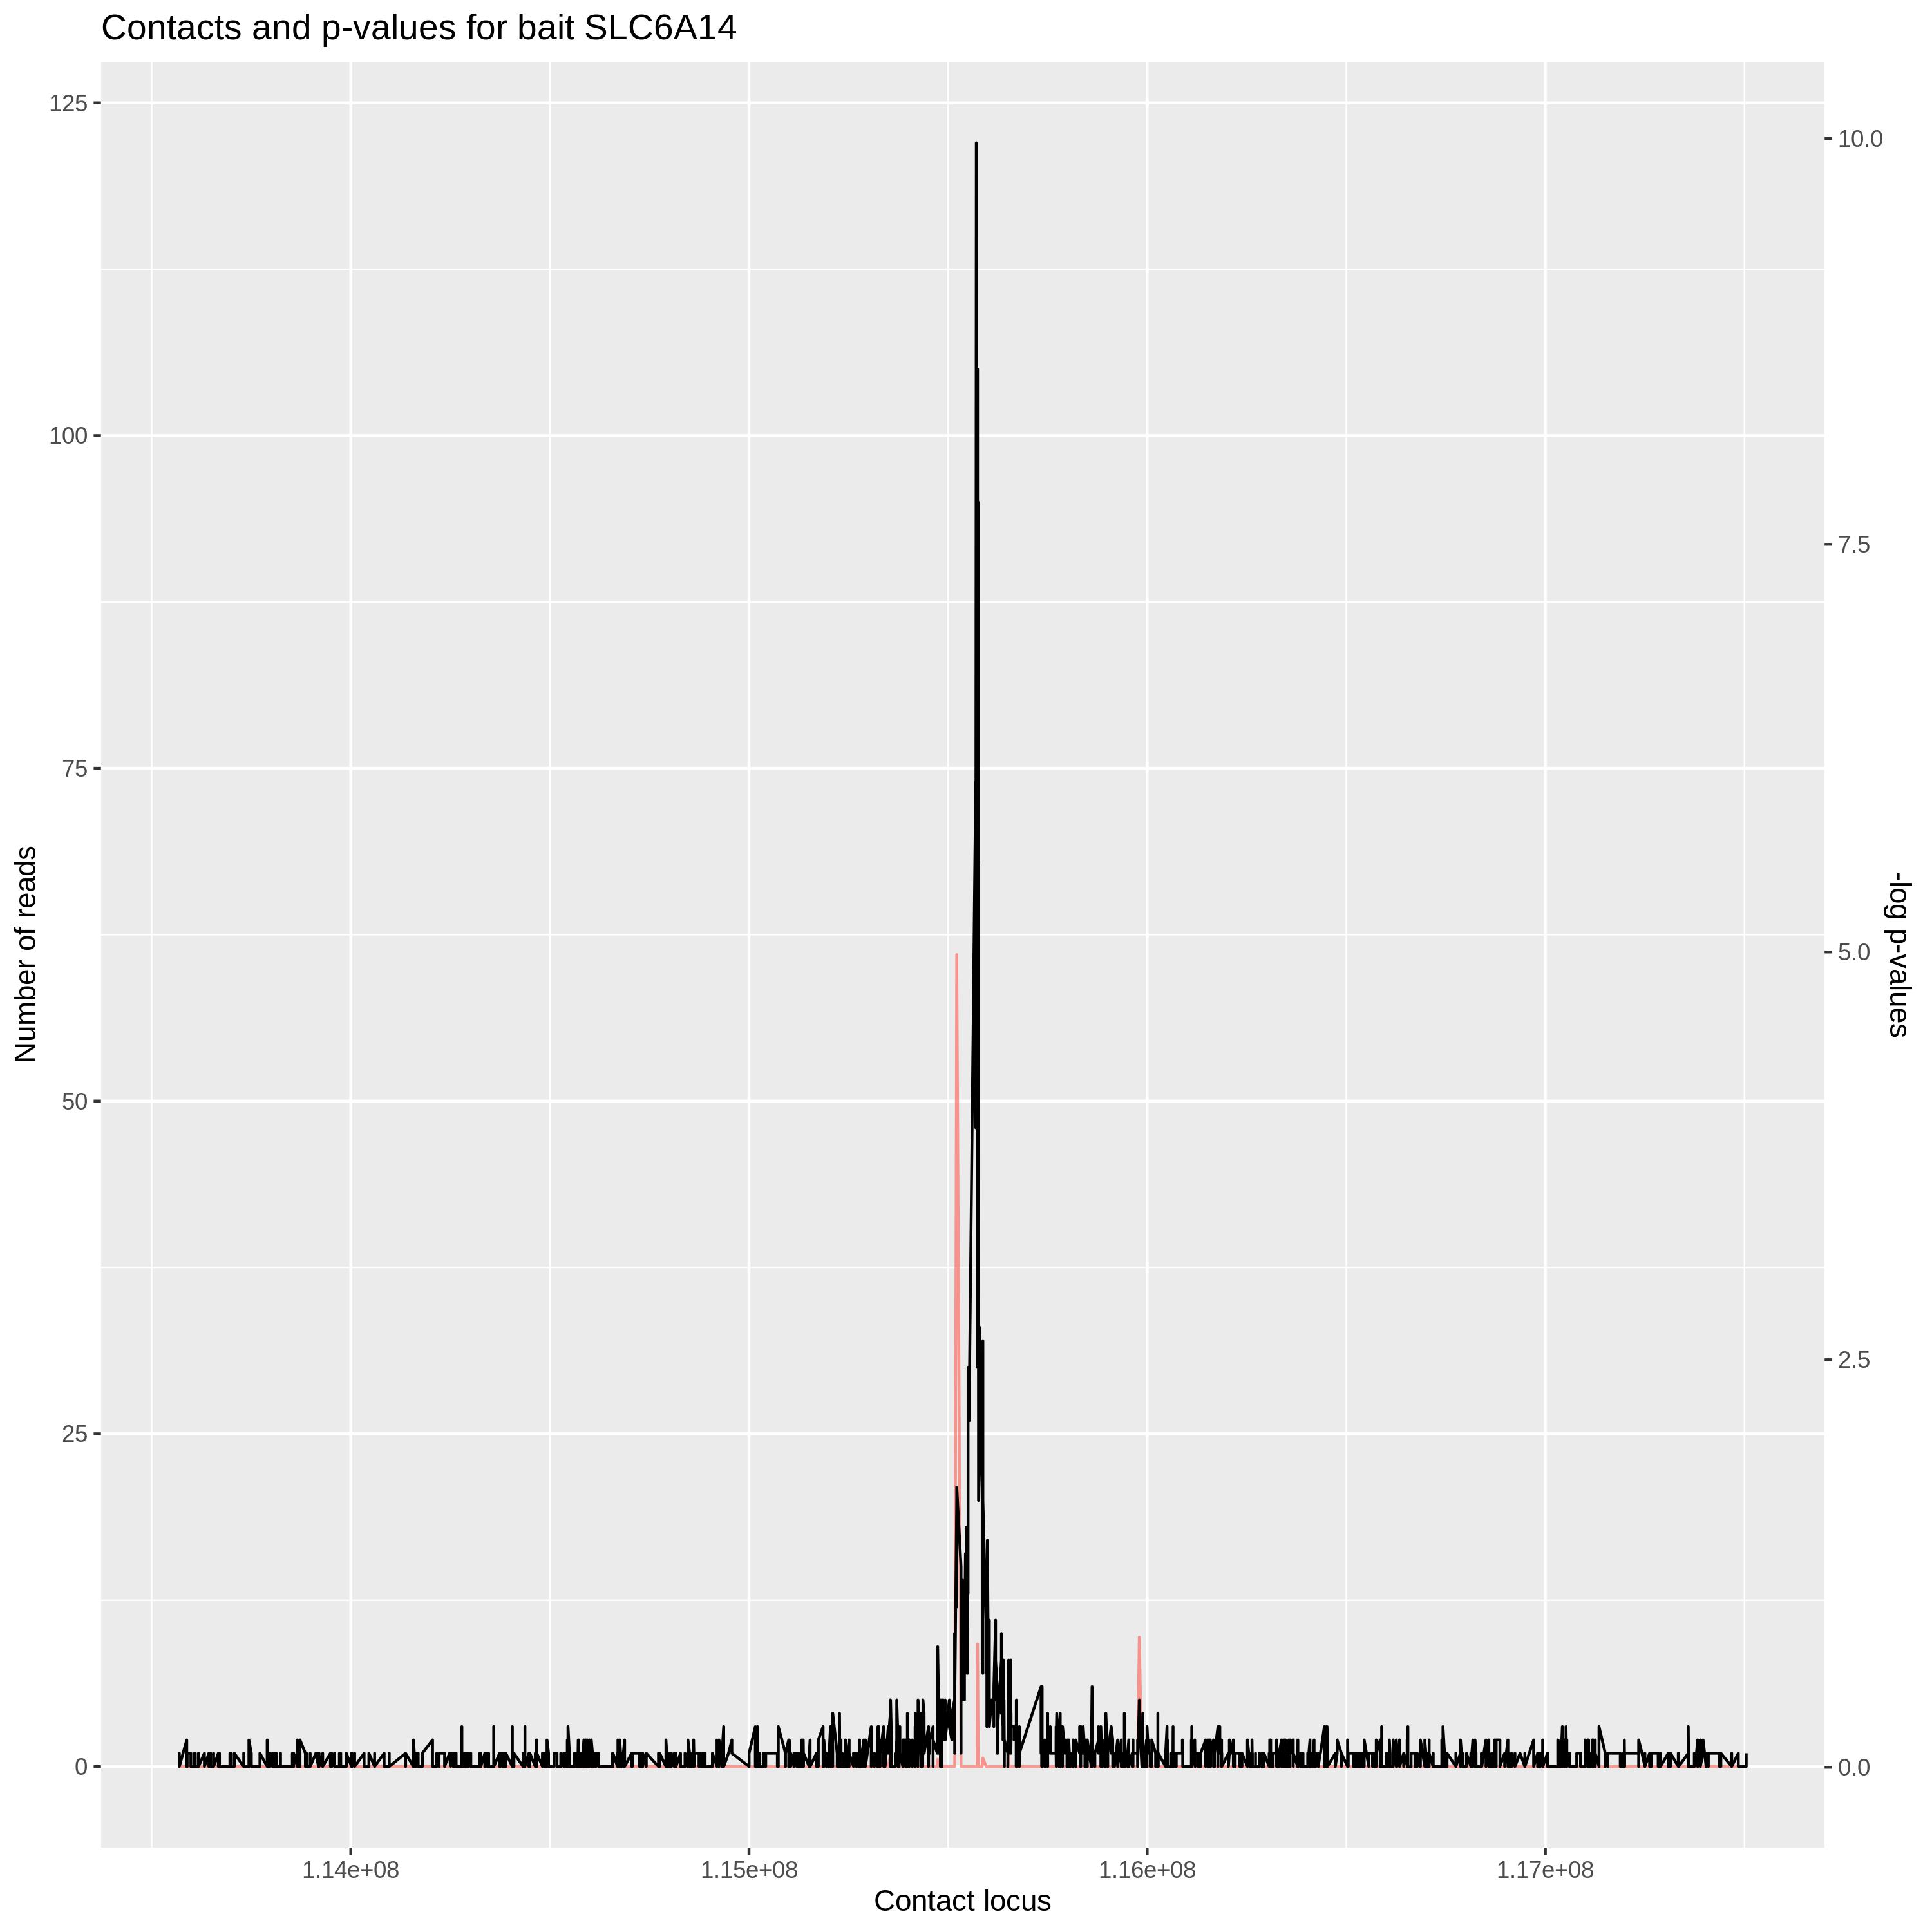 Contacts and p-values for bait SLC6A14
125
100
75
50
25
0
Number of reads
10.0
7.5
5.0
2.5
0.0
-log p-values
1.14e+08
1.15e+08
1.16e+08
1.17e+08
Contact locus